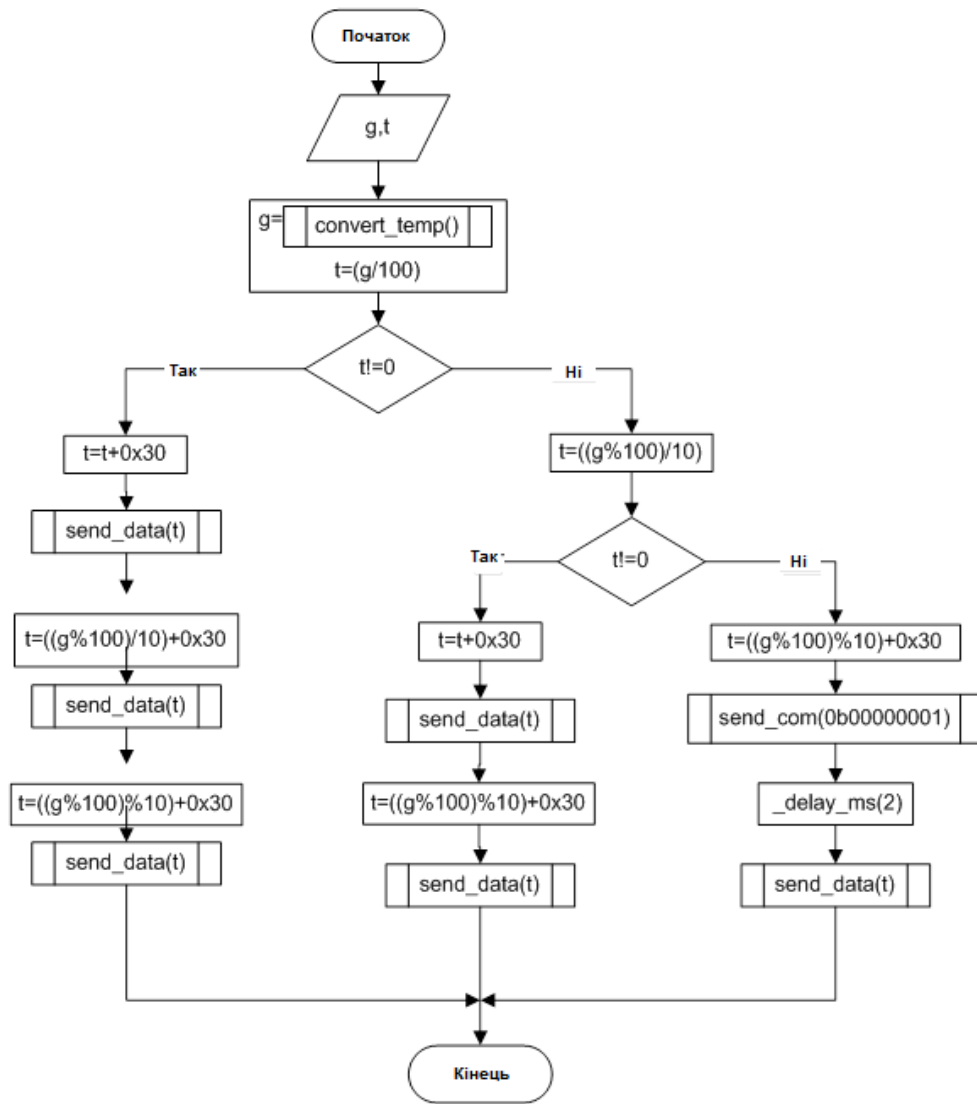 Початок
g,t
g=
convert_temp()
t=(g/100)
t!=0
Так
Ні
t=t+0x30
send_data(t)
t=((g%100)/10)+0x30
send_data(t)
t=((g%100)%10)+0x30
send_data(t)
t=((g%100)/10)
t!=0
Так
Ні
t=t+0x30
send_data(t)
t=((g%100)%10)+0x30
send_data(t)
t=((g%100)%10)+0x30
send_com(0b00000001)
_delay_ms(2)
send_data(t)
Кінець